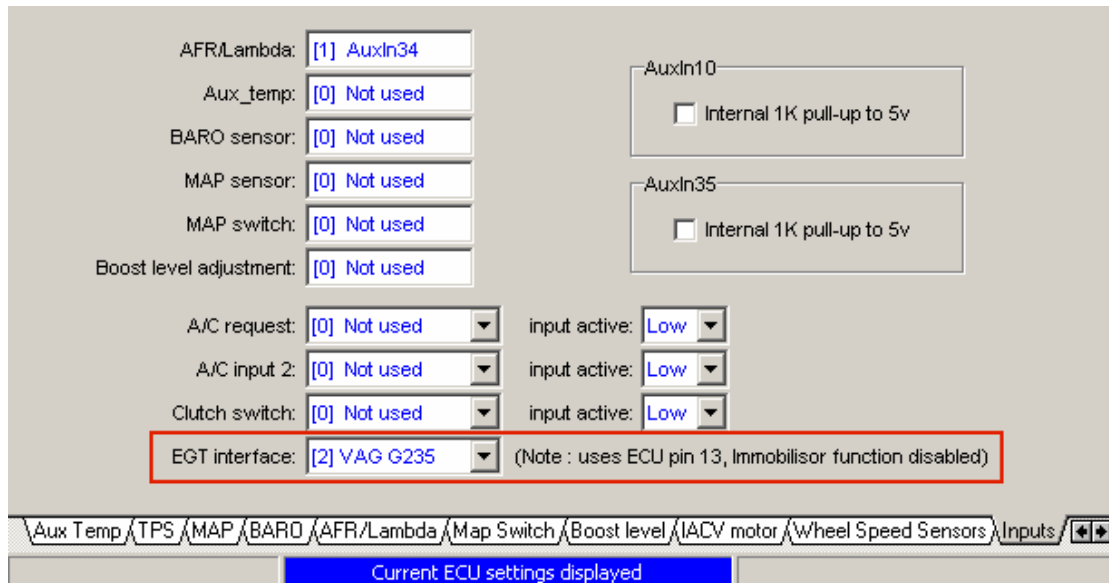 AFR/Lambda: [1] AuxIn34
Aux_temp: [0] Not used
BARO sensor: [0] Not used
MAP sensor: [0] Not used
MAP switch: [0] Not used
Boost level adjustment: [0] Not used
AuxIn10
Internal 1K pull-up to 5v
AuxIn35
Internal 1K pull-up to 5v
A/C request: [0] Not used input active: Low
A/C input 2: [0] Not used input active: Low
Clutch switch: [0] Not used input active: Low
EGT interface: [2] VAG G235 (Note : uses ECU pin 13, Immobilisor function disabled)
Aux Temp TPS MAP BARO AFR/Lambda Map Switch Boost level IACV motor Wheel Speed Sensors Inputs
Current ECU settings displayed